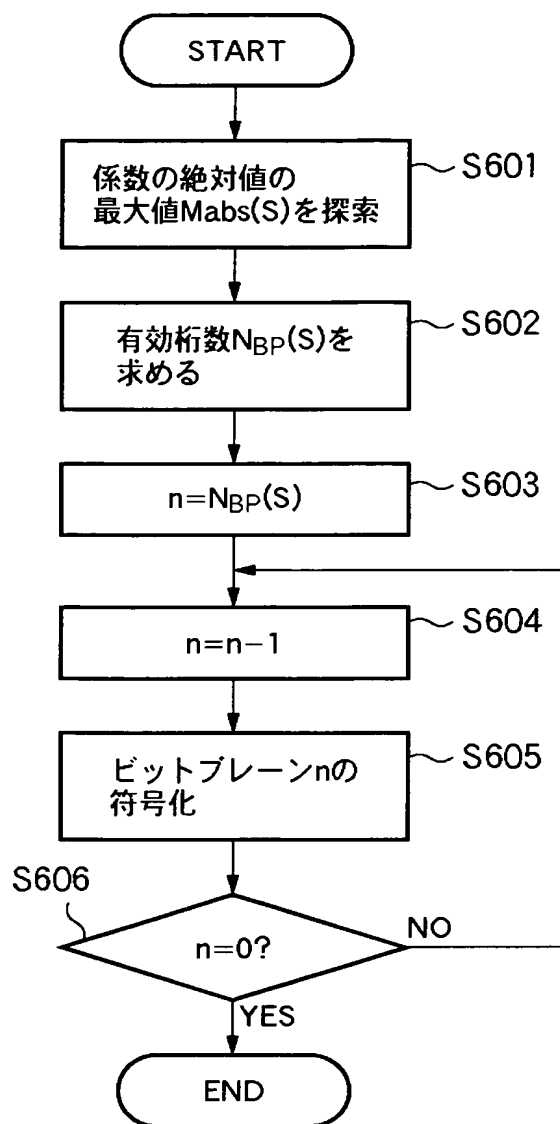 START
係数の絶対値の
最大値Mabs(S)を探索
S601
有効桁数NBP(S)を
求める
S602
n=NBP(S)
S603
n=n−1
S604
ビットプレーンnの
符号化
S605
S606
n=0?
NO
YES
END